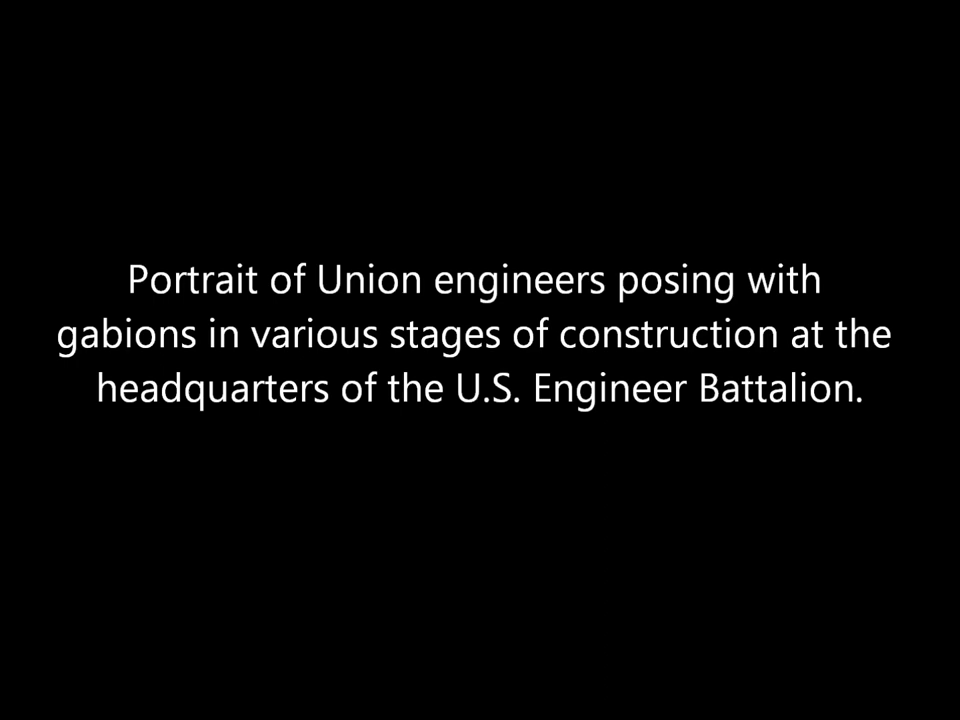 Portrait of Union engineers posing with
gabions in various stages of construction at the
headquarters of the U.S. Engineer Battalion.